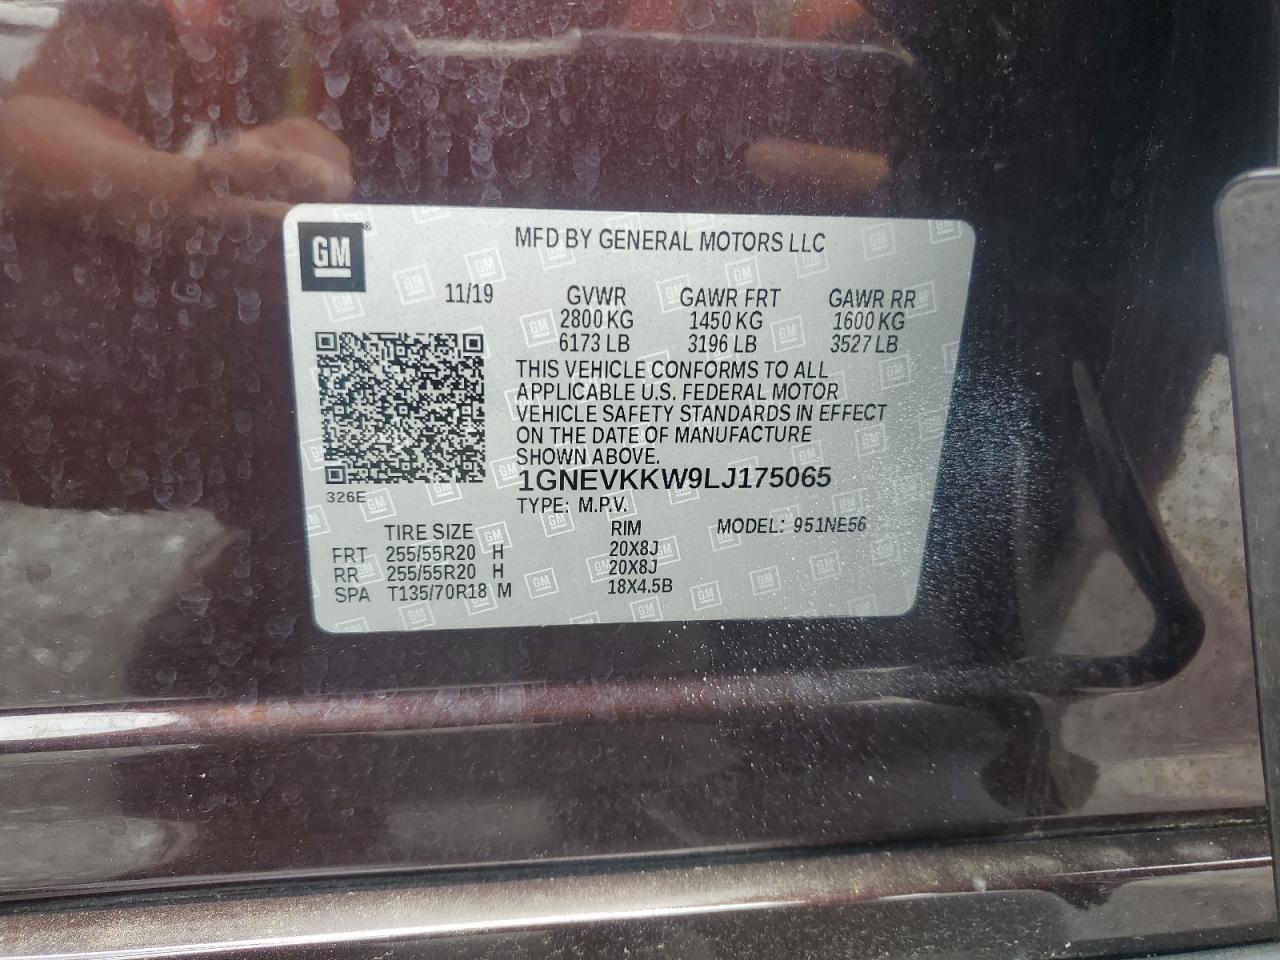 GM
MFD BY GENERAL MOTORS LLC
11/19 GVWR GAWR FRT GAWR RR
2800 KG 1450 KG 1600 KG
6173 LB 3196 LB 3527 LB
THIS VEHICLE CONFORMS TO ALL
APPLICABLE U.S. FEDERAL MOTOR
VEHICLE SAFETY STANDARDS IN EFFECT
ON THE DATE OF MANUFACTURE
SHOWN ABOVE.
1GNEVKKW9LJ175065
326E
TYPE: M.P.V.
TIRE SIZE RIM MODEL: 951NE56
FRT 255/55R20 H 20X8J
RR 255/55R20 H 20X8J
SPA T135/70R18 M 18X4.5B